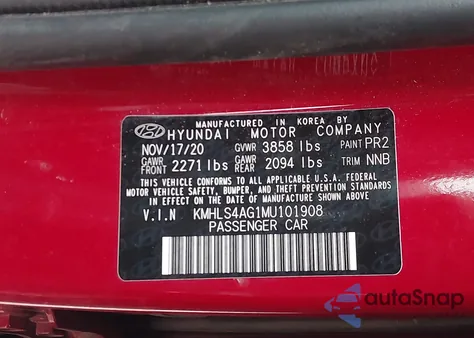 MANUFACTURED IN KOREA BY
HYUNDAI MOTOR COMPANY
NOV/17/20 GVWR 3858 lbs PAINT PR2
GAWR FRONT 2271 lbs GAWR REAR 2094 lbs TRIM NNB
THIS VEHICLE CONFORMS TO ALL APPLICABLE U.S.A. FEDERAL
MOTOR VEHICLE SAFETY, BUMPER, AND THEFT PREVENTION STANDARDS
IN EFFECT ON THE DATE OF MANUFACTURE SHOWN ABOVE.
V.I.N KMHLS4AG1MU101908
PASSENGER CAR
autoSnap